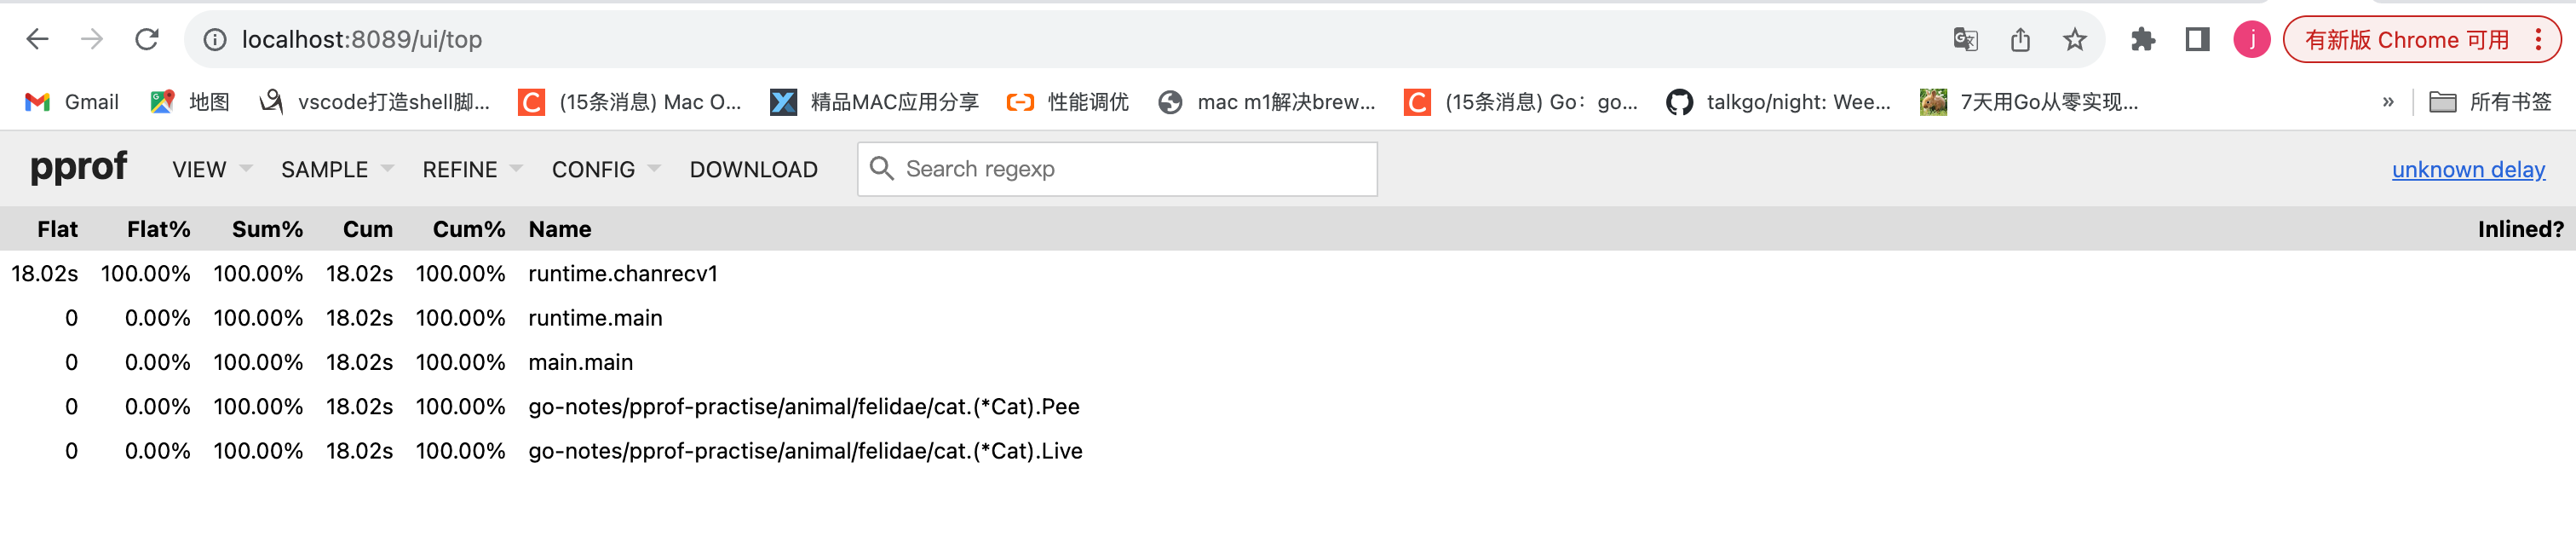 localhost:8089/ui/top 有新版 Chrome 可用
Gmail 地图 vscode打造shell脚... (15条消息) Mac O... 精品MAC应用分享 性能调优 mac m1解决brew... (15条消息) Go：go... talkgo/night: Wee... 7天用Go从零实现... » 所有书签
pprof VIEW SAMPLE REFINE CONFIG DOWNLOAD Search regexp unknown delay
Flat Flat% Sum% Cum Cum% Name Inlined?
18.02s 100.00% 100.00% 18.02s 100.00% runtime.chanrecv1
0 0.00% 100.00% 18.02s 100.00% runtime.main
0 0.00% 100.00% 18.02s 100.00% main.main
0 0.00% 100.00% 18.02s 100.00% go-notes/pprof-practise/animal/felidae/cat.(*Cat).Pee
0 0.00% 100.00% 18.02s 100.00% go-notes/pprof-practise/animal/felidae/cat.(*Cat).Live